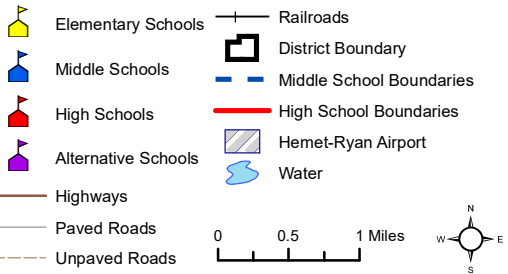 Elementary Schools
Middle Schools
High Schools
Alternative Schools
Highways
Paved Roads
Unpaved Roads
Railroads
District Boundary
Middle School Boundaries
High School Boundaries
Hemet-Ryan Airport
Water
0 0.5 1 Miles
N
W E
S